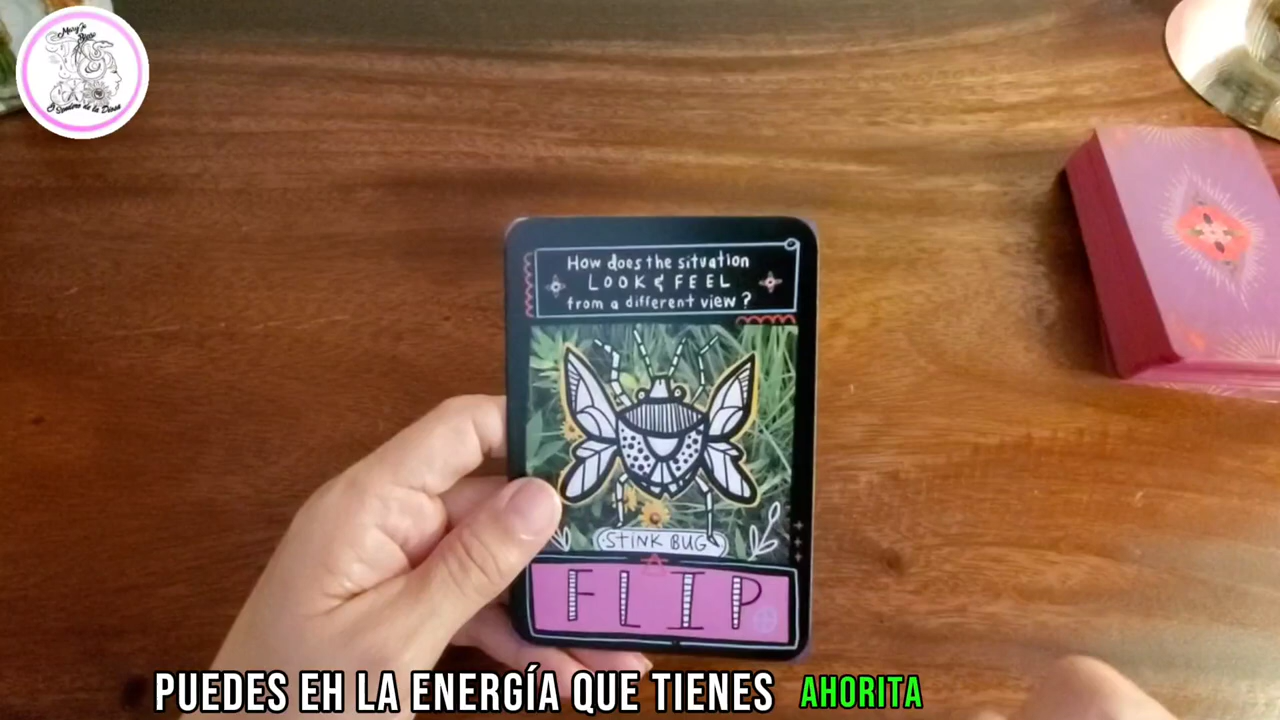 How does the situation
LOOK & FEEL
from a different view?
STINK BUG
FLIP
PUEDES EH LA ENERGÍA QUE TIENES AHORITA